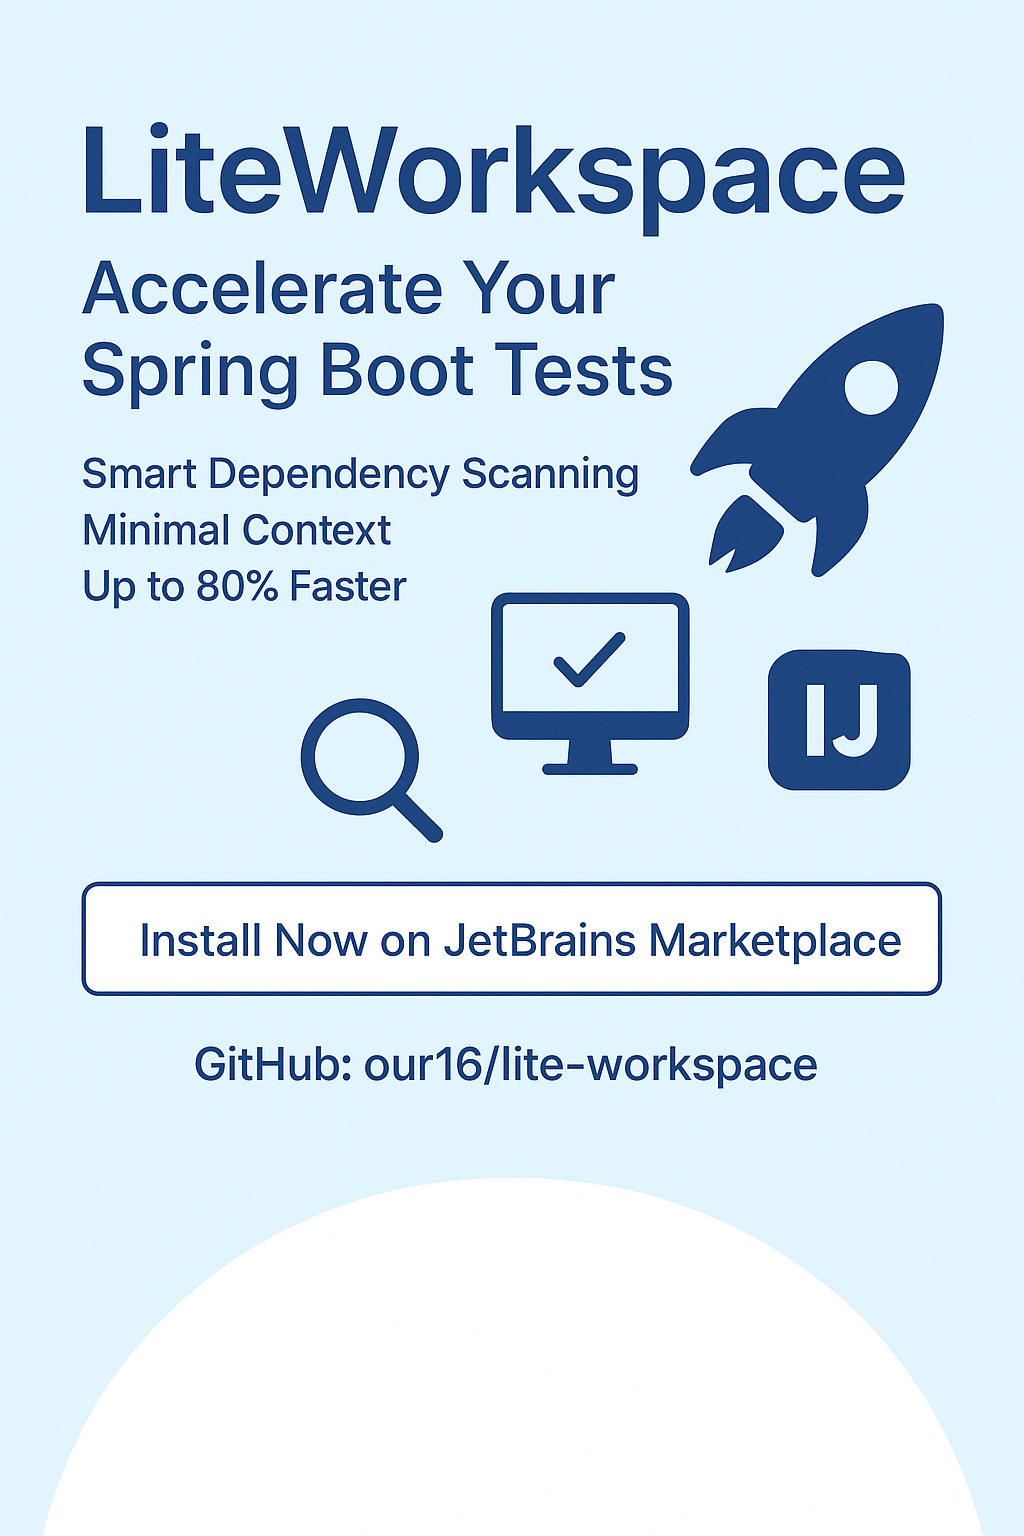 LiteWorkspace
Accelerate Your
Spring Boot Tests
Smart Dependency Scanning
Minimal Context
Up to 80% Faster
IJ
Install Now on JetBrains Marketplace
GitHub: our16/lite-workspace